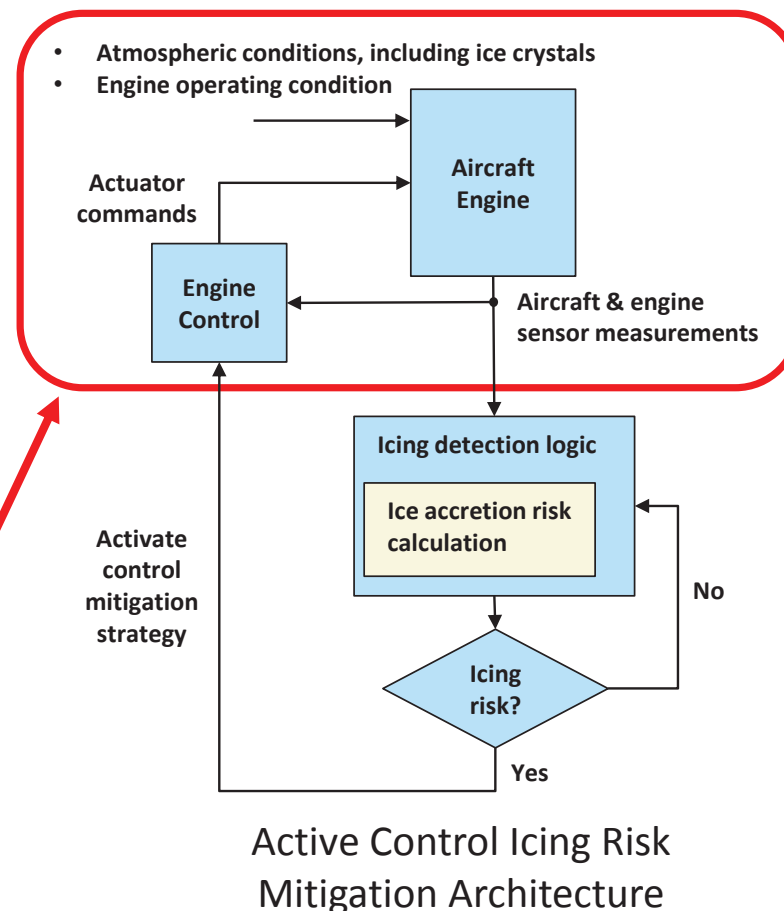 • Atmospheric conditions, including ice crystals
• Engine operating condition
Aircraft
Engine
Actuator
commands
Engine
Control
Aircraft & engine
sensor measurements
Icing detection logic
Ice accretion risk
calculation
Activate
control
mitigation
strategy
No
Icing
risk?
Yes
Active Control Icing Risk
Mitigation Architecture